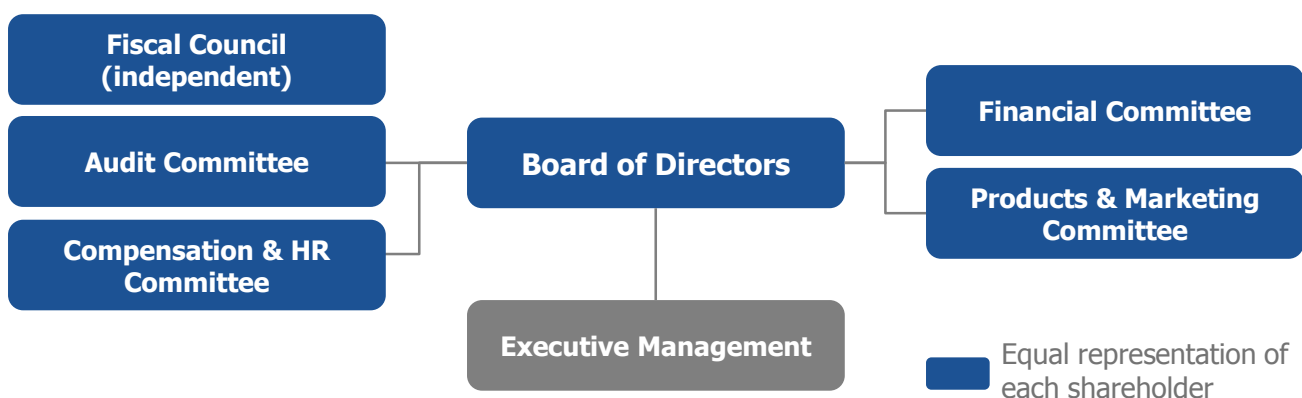 Fiscal Council
(independent)
Audit Committee
Compensation & HR
Committee
Board of Directors
Executive Management
Financial Committee
Products & Marketing
Committee
Equal representation of
each shareholder